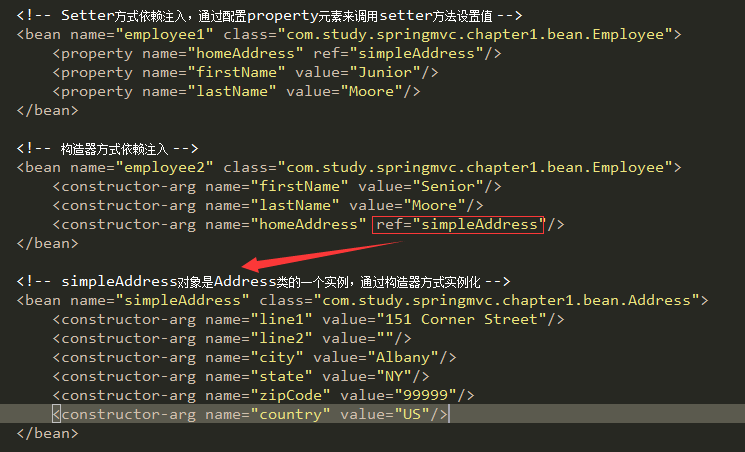 <!-- Setter方式依赖注入，通过配置property元素来调用setter方法设置值 -->
<bean name="employee1" class="com.study.springmvc.chapter1.bean.Employee">
<property name="homeAddress" ref="simpleAddress"/>
<property name="firstName" value="Junior"/>
<property name="lastName" value="Moore"/>
</bean>
<!-- 构造器方式依赖注入 -->
<bean name="employee2" class="com.study.springmvc.chapter1.bean.Employee">
<constructor-arg name="firstName" value="Senior"/>
<constructor-arg name="lastName" value="Moore"/>
<constructor-arg name="homeAddress" ref="simpleAddress"/>
</bean>
<!-- simpleAddress对象是Address类的一个实例，通过构造器方式实例化 -->
<bean name="simpleAddress" class="com.study.springmvc.chapter1.bean.Address">
<constructor-arg name="line1" value="151 Corner Street"/>
<constructor-arg name="line2" value=""/>
<constructor-arg name="city" value="Albany"/>
<constructor-arg name="state" value="NY"/>
<constructor-arg name="zipCode" value="99999"/>
<constructor-arg name="country" value="US"/>
</bean>